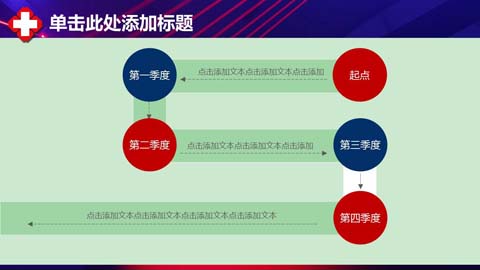 单击此处添加标题
第一季度
点击添加文本点击添加文本点击添加
起点
第二季度
点击添加文本点击添加文本点击添加
第三季度
点击添加文本点击添加文本点击添加文本点击添加文本
第四季度